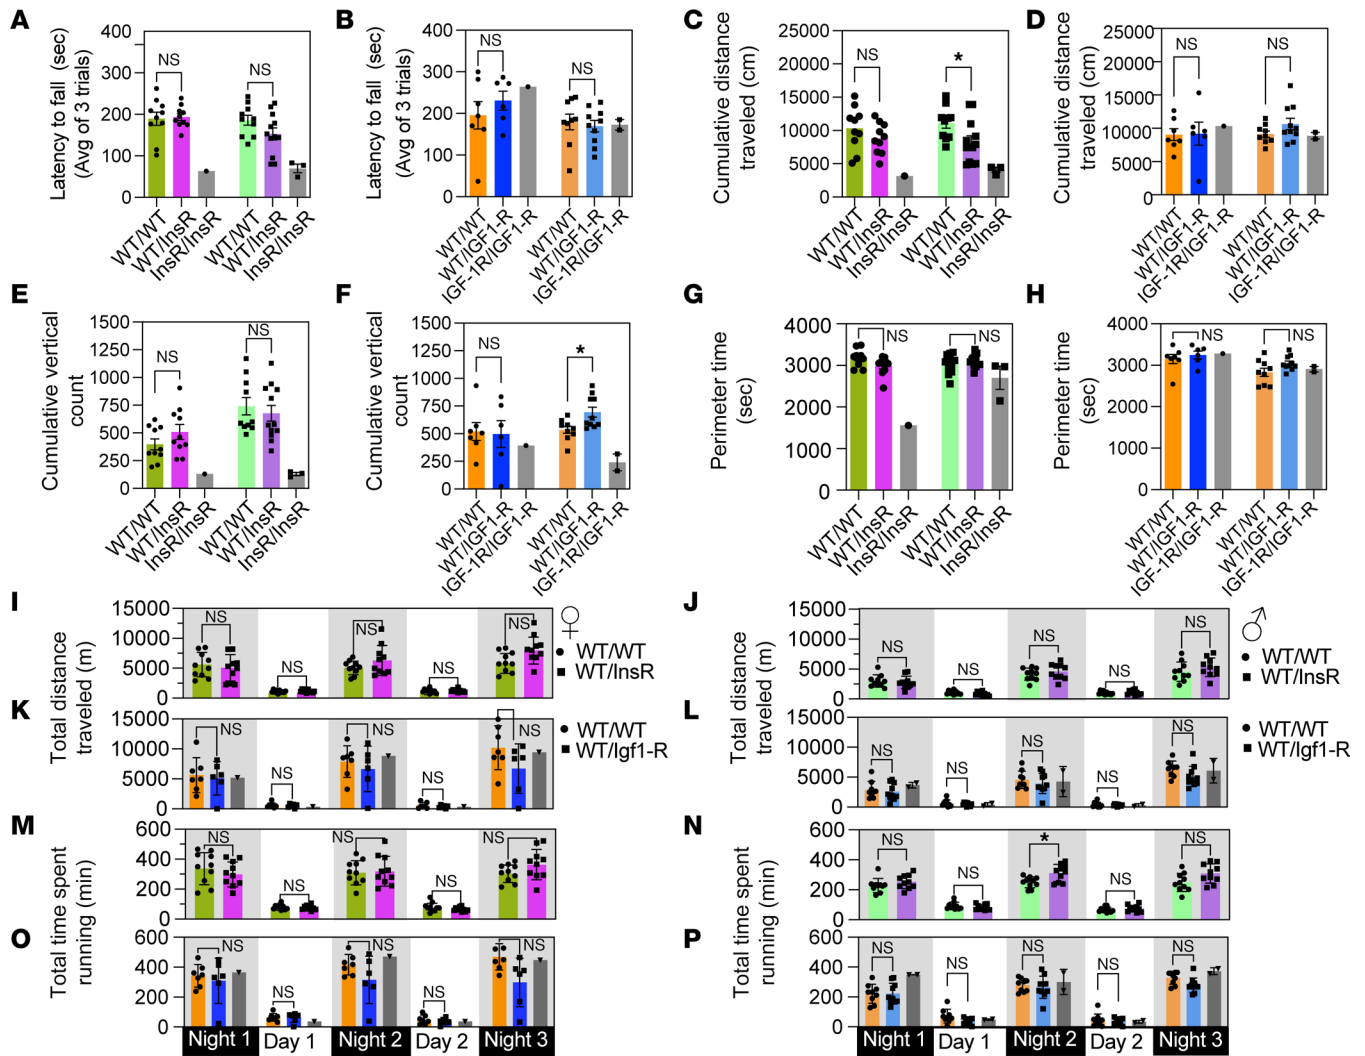 A
Latency to fall (sec)
(Avg of 3 trials)
400
300
200
100
0
NS
NS
WT/WT
WT/InsR
InsR/InsR
WT/WT
WT/InsR
InsR/InsR
B
Latency to fall (sec)
(Avg of 3 trials)
400
300
200
100
0
NS
NS
WT/WT
WT/IGF1-R
IGF-1R/IGF1-R
WT/WT
WT/IGF1-R
IGF-1R/IGF1-R
C
Cumulative distance
traveled (cm)
25000
20000
15000
10000
5000
0
NS
*
WT/WT
WT/InsR
InsR/InsR
WT/WT
WT/InsR
InsR/InsR
D
Cumulative distance
traveled (cm)
25000
20000
15000
10000
5000
0
NS
NS
WT/WT
WT/IGF1-R
IGF-1R/IGF1-R
WT/WT
WT/IGF1-R
IGF-1R/IGF1-R
E
Cumulative vertical
count
1500
1250
1000
750
500
250
0
NS
NS
WT/WT
WT/InsR
InsR/InsR
WT/WT
WT/InsR
InsR/InsR
F
Cumulative vertical
count
1500
1250
1000
750
500
250
0
NS
*
WT/WT
WT/IGF1-R
IGF-1R/IGF1-R
WT/WT
WT/IGF1-R
IGF-1R/IGF1-R
G
Perimeter time
(sec)
4000
3000
2000
1000
0
NS
NS
WT/WT
WT/InsR
InsR/InsR
WT/WT
WT/InsR
InsR/InsR
H
Perimeter time
(sec)
4000
3000
2000
1000
0
NS
NS
WT/WT
WT/IGF1-R
IGF-1R/IGF1-R
WT/WT
WT/IGF1-R
IGF-1R/IGF1-R
I
Total distance
traveled (m)
15000
10000
5000
0
NS
NS
NS
NS
NS
♀
WT/WT
WT/InsR
J
Total distance
traveled (m)
15000
10000
5000
0
NS
NS
NS
NS
NS
♂
WT/WT
WT/InsR
K
15000
10000
5000
0
NS
NS
NS
NS
NS
WT/WT
WT/Igf1-R
L
15000
10000
5000
0
NS
NS
NS
NS
NS
WT/WT
WT/Igf1-R
M
Total time spent
running (min)
600
400
200
0
NS
NS
NS
NS
NS
N
Total time spent
running (min)
600
400
200
0
NS
NS
*
NS
NS
O
600
400
200
0
NS
NS
NS
NS
NS
Night 1
Day 1
Night 2
Day 2
Night 3
P
600
400
200
0
NS
NS
NS
NS
NS
Night 1
Day 1
Night 2
Day 2
Night 3